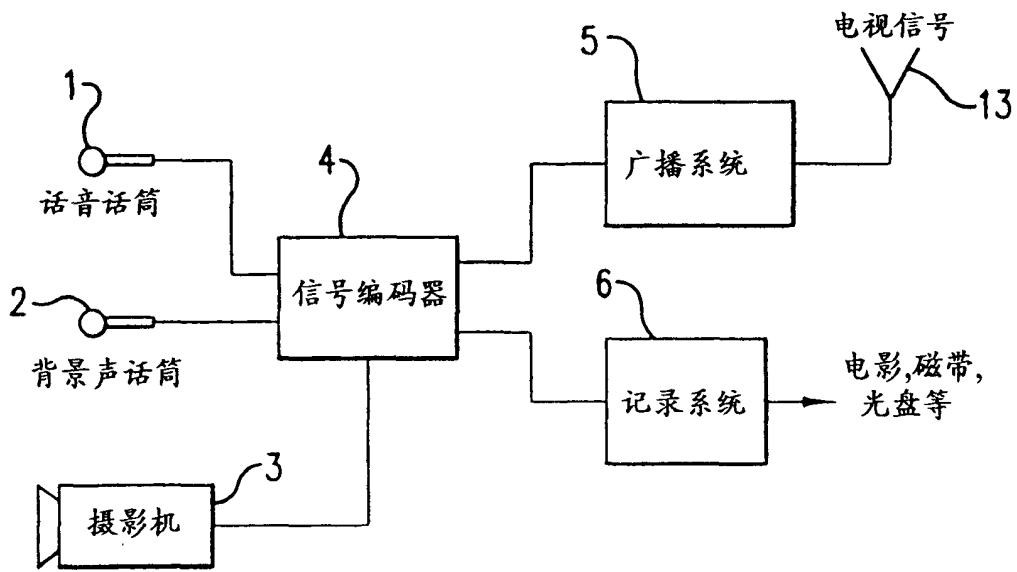 电视信号
13
5
广播系统
1
话音话筒
4
信号编码器
2
背景声话筒
6
记录系统
电影,磁带,
光盘等
3
摄影机